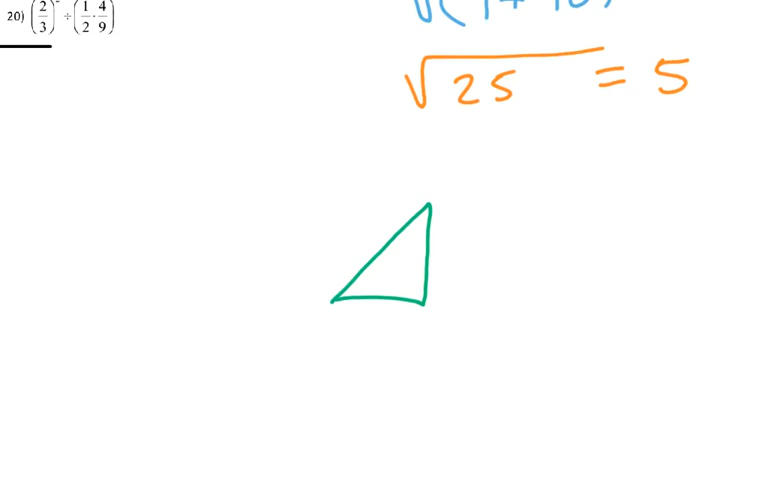 20) (2/3) ÷ (1/2 · 4/9)
√25 = 5